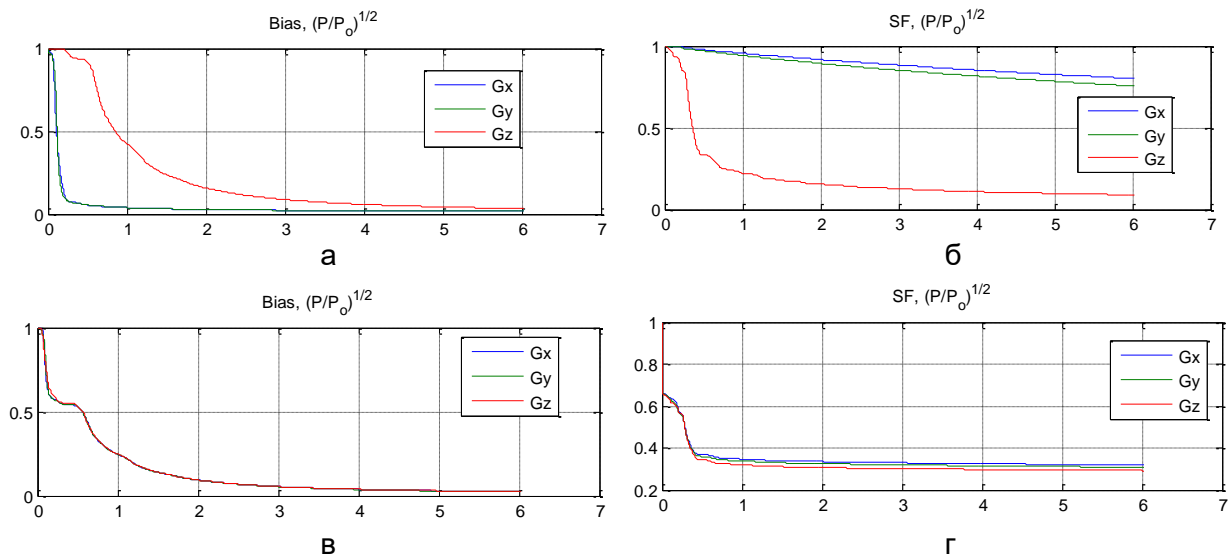 Bias, (P/Po)1/2
1
0.5
0
0 1 2 3 4 5 6 7
Gx
Gy
Gz
а
SF, (P/Po)1/2
1
0.5
0
0 1 2 3 4 5 6 7
Gx
Gy
Gz
б
Bias, (P/Po)1/2
1
0.5
0
0 1 2 3 4 5 6 7
Gx
Gy
Gz
в
SF, (P/Po)1/2
1
0.8
0.6
0.4
0.2
0 1 2 3 4 5 6 7
Gx
Gy
Gz
г